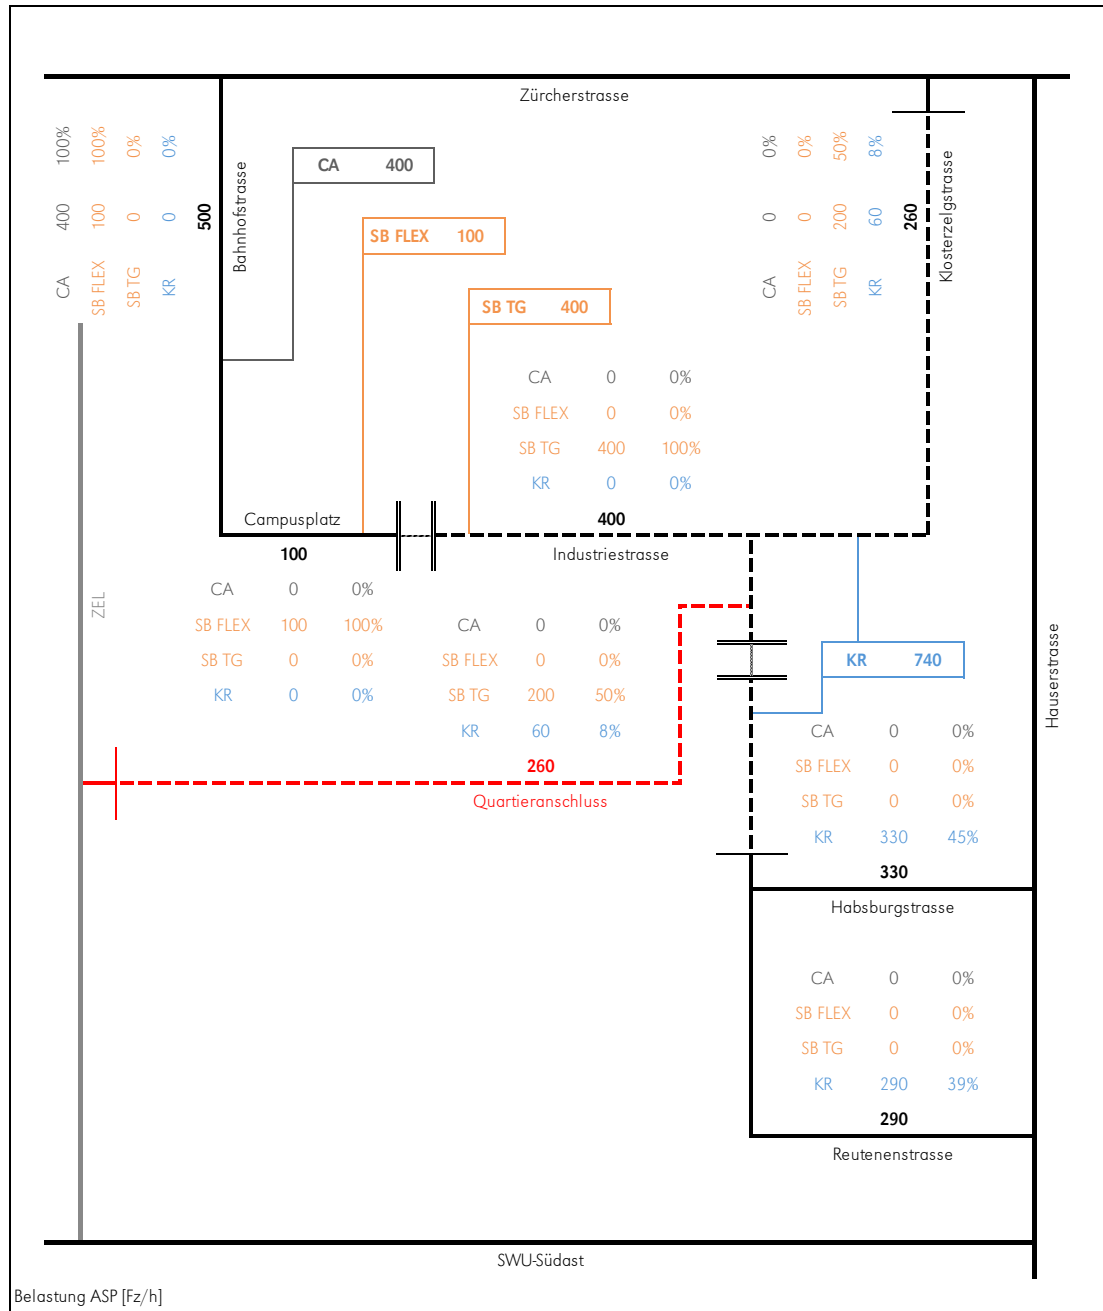 Zürcherstrasse
CA 400 100%
SB FLEX 100 100%
SB TG 0 0%
KR 0 0%
500
Bahnhofstrasse
CA 400
SB FLEX 100
SB TG 400
CA 0 0%
SB FLEX 0 0%
SB TG 200 50%
KR 60 8%
260
Klosterzelgstrasse
CA 0 0%
SB FLEX 0 0%
SB TG 400 100%
KR 0 0%
400
Campusplatz
Industriestrasse
100
CA 0 0%
SB FLEX 100 100%
SB TG 0 0%
KR 0 0%
ZEL
CA 0 0%
SB FLEX 0 0%
SB TG 200 50%
KR 60 8%
260
Quartieranschluss
KR 740
Hauserstrasse
CA 0 0%
SB FLEX 0 0%
SB TG 0 0%
KR 330 45%
330
Habsburgstrasse
CA 0 0%
SB FLEX 0 0%
SB TG 0 0%
KR 290 39%
290
Reutenenstrasse
SWU-Südast
Belastung ASP [Fz/h]